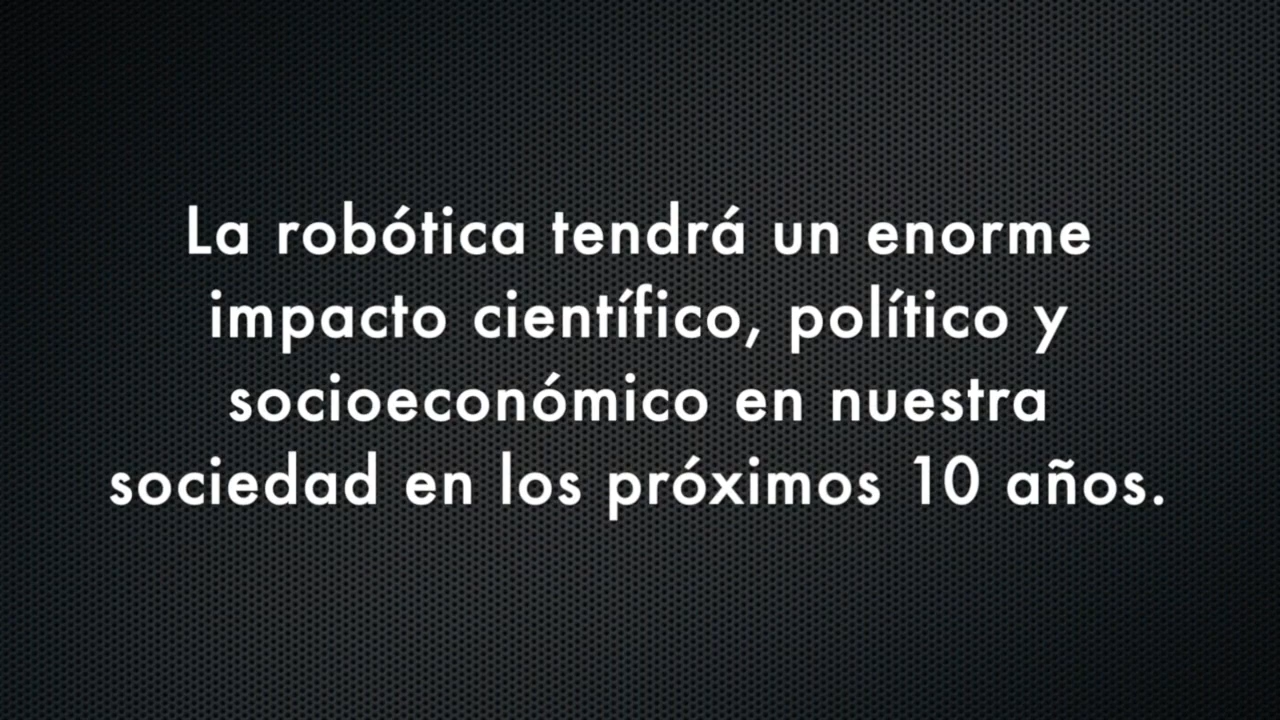 La robótica tendrá un enorme
impacto científico, político y
socioeconómico en nuestra
sociedad en los próximos 10 años.